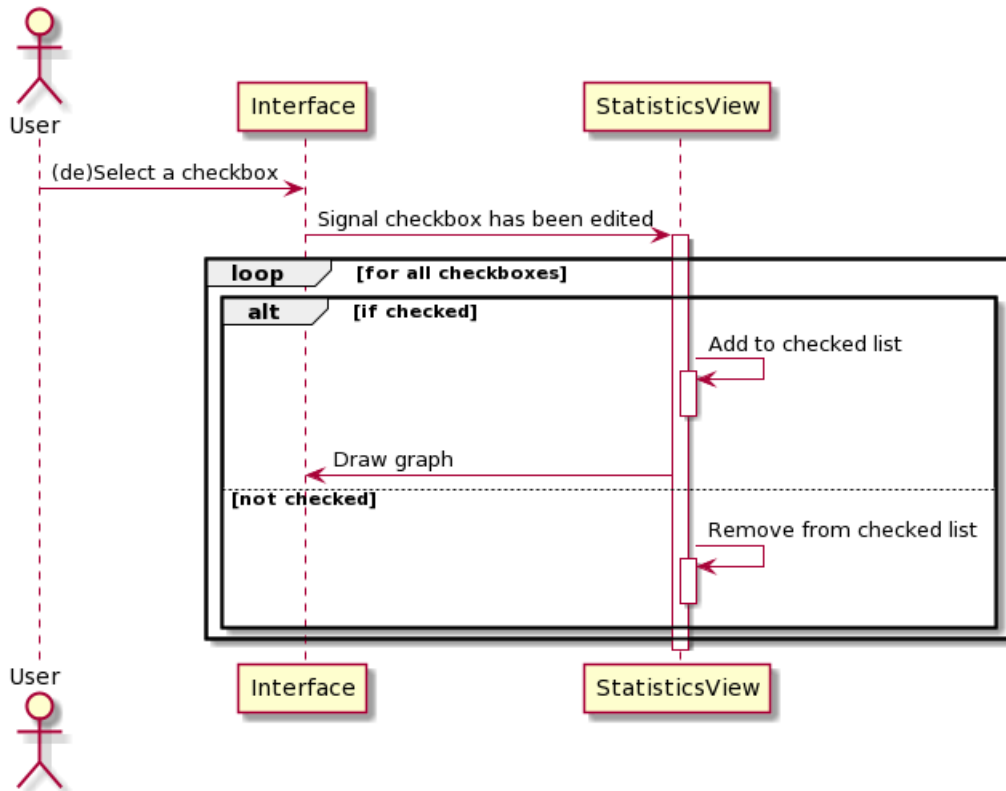 User
Interface
StatisticsView
(de)Select a checkbox
Signal checkbox has been edited
loop
[for all checkboxes]
alt
[if checked]
Add to checked list
Draw graph
[not checked]
Remove from checked list
User
Interface
StatisticsView